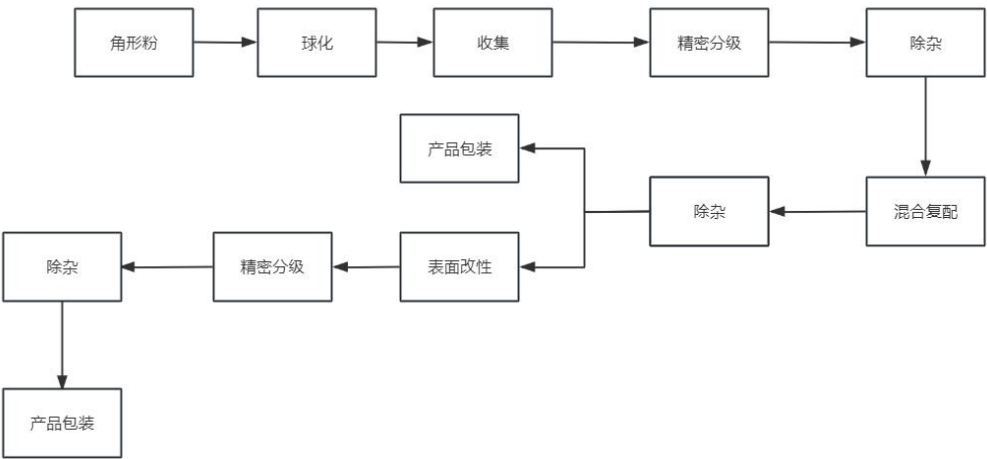 角形粉
球化
收集
精密分级
除杂
产品包装
除杂
混合复配
除杂
精密分级
表面改性
产品包装